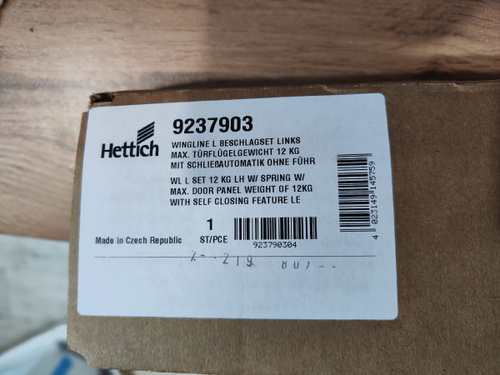 Hettich
9237903
WINGLINE L BESCHLAGSET LINKS
MAX. TÜRFLÜGELGEWICHT 12 KG
MIT SCHLIEßAUTOMATIK OHNE FÜHR
WL L SET 12 KG LH W/ SPRING W/
MAX. DOOR PANEL WEIGHT OF 12KG
WITH SELF CLOSING FEATURE LE
1
ST/PCE
Made in Czech Republic
923790304
4 023149 145759